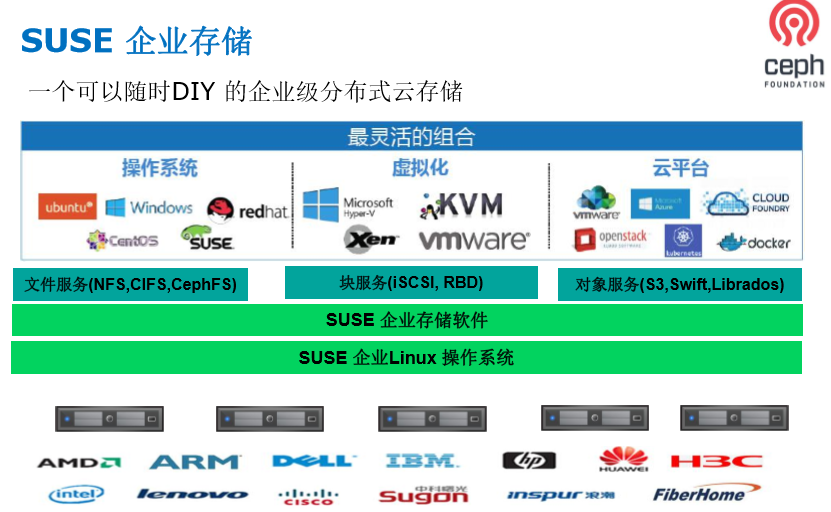 SUSE 企业存储
ceph
FOUNDATION
一个可以随时DIY 的企业级分布式云存储
最灵活的组合
操作系统
虚拟化
云平台
ubuntu®
Windows
redhat
Microsoft
Hyper-V
KVM
vmware
Microsoft
Azure
CLOUD
FOUNDRY
CentOS
SUSE
Xen
vmware®
openstack
CLOUD SOFTWARE
kubernetes
docker
文件服务(NFS,CIFS,CephFS)
块服务(iSCSI, RBD)
对象服务(S3,Swift,Librados)
SUSE 企业存储软件
SUSE 企业Linux 操作系统
AMD
ARM
DELL
IBM
hp
HUAWEI
H3C
intel
lenovo
CISCO
中科曙光
Sugon
inspur 浪潮
FiberHome